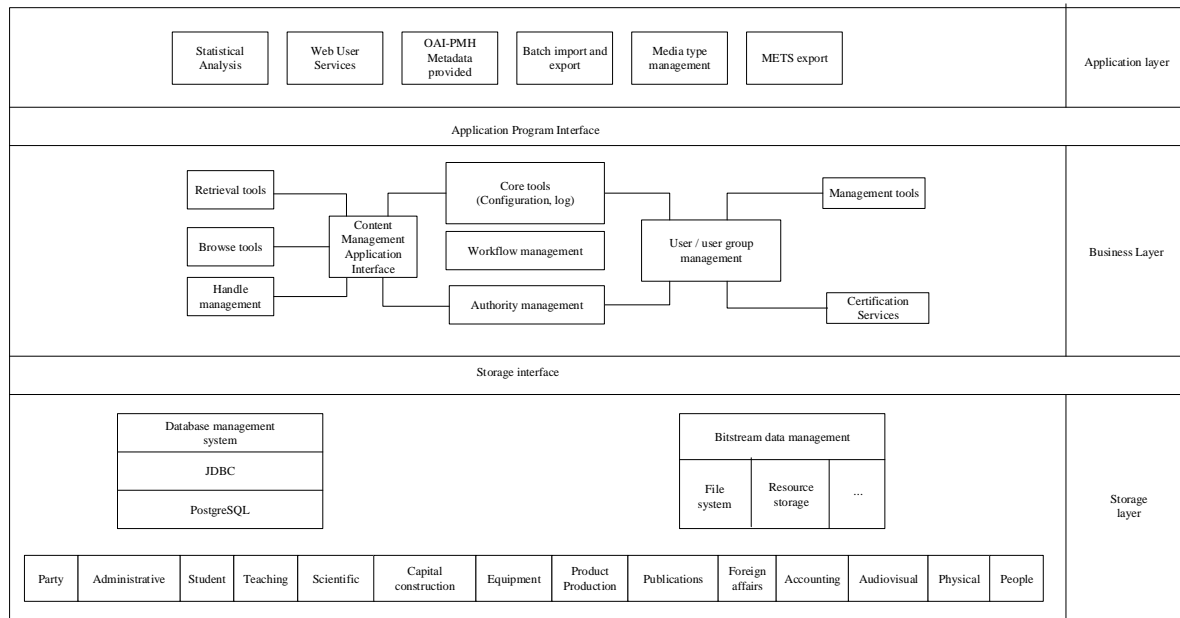 Statistical
Analysis
Web User
Services
OAI-PMH
Metadata
provided
Batch import and
export
Media type
management
METS export
Application layer
Application Program Interface
Retrieval tools
Browse tools
Handle
management
Content
Management
Application
Interface
Core tools
(Configuration, log)
Workflow management
Authority management
User / user group
management
Management tools
Certification
Services
Business Layer
Storage interface
Database management
system
JDBC
PostgreSQL
Bitstream data management
File
system
Resource
storage
...
Storage
layer
Party
Administrative
Student
Teaching
Scientific
Capital
construction
Equipment
Product
Production
Publications
Foreign
affairs
Accounting
Audiovisual
Physical
People